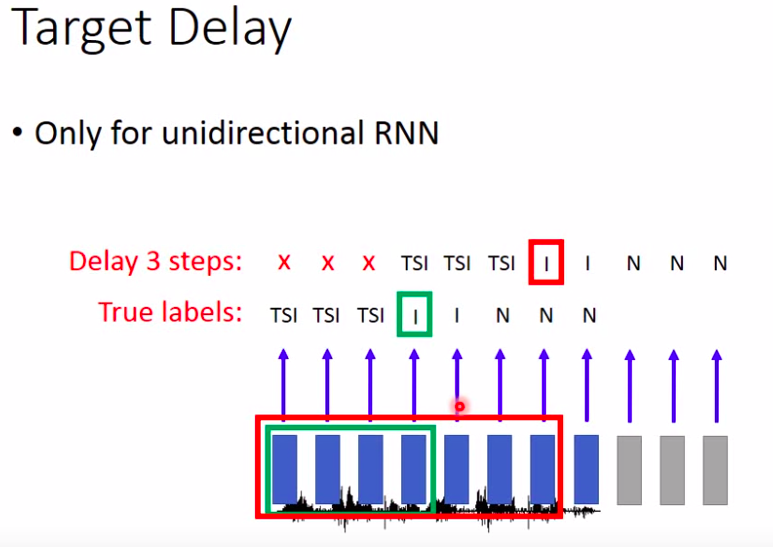 Target Delay
• Only for unidirectional RNN
Delay 3 steps: X X X TSI TSI TSI I I N N N
True labels: TSI TSI TSI I I N N N